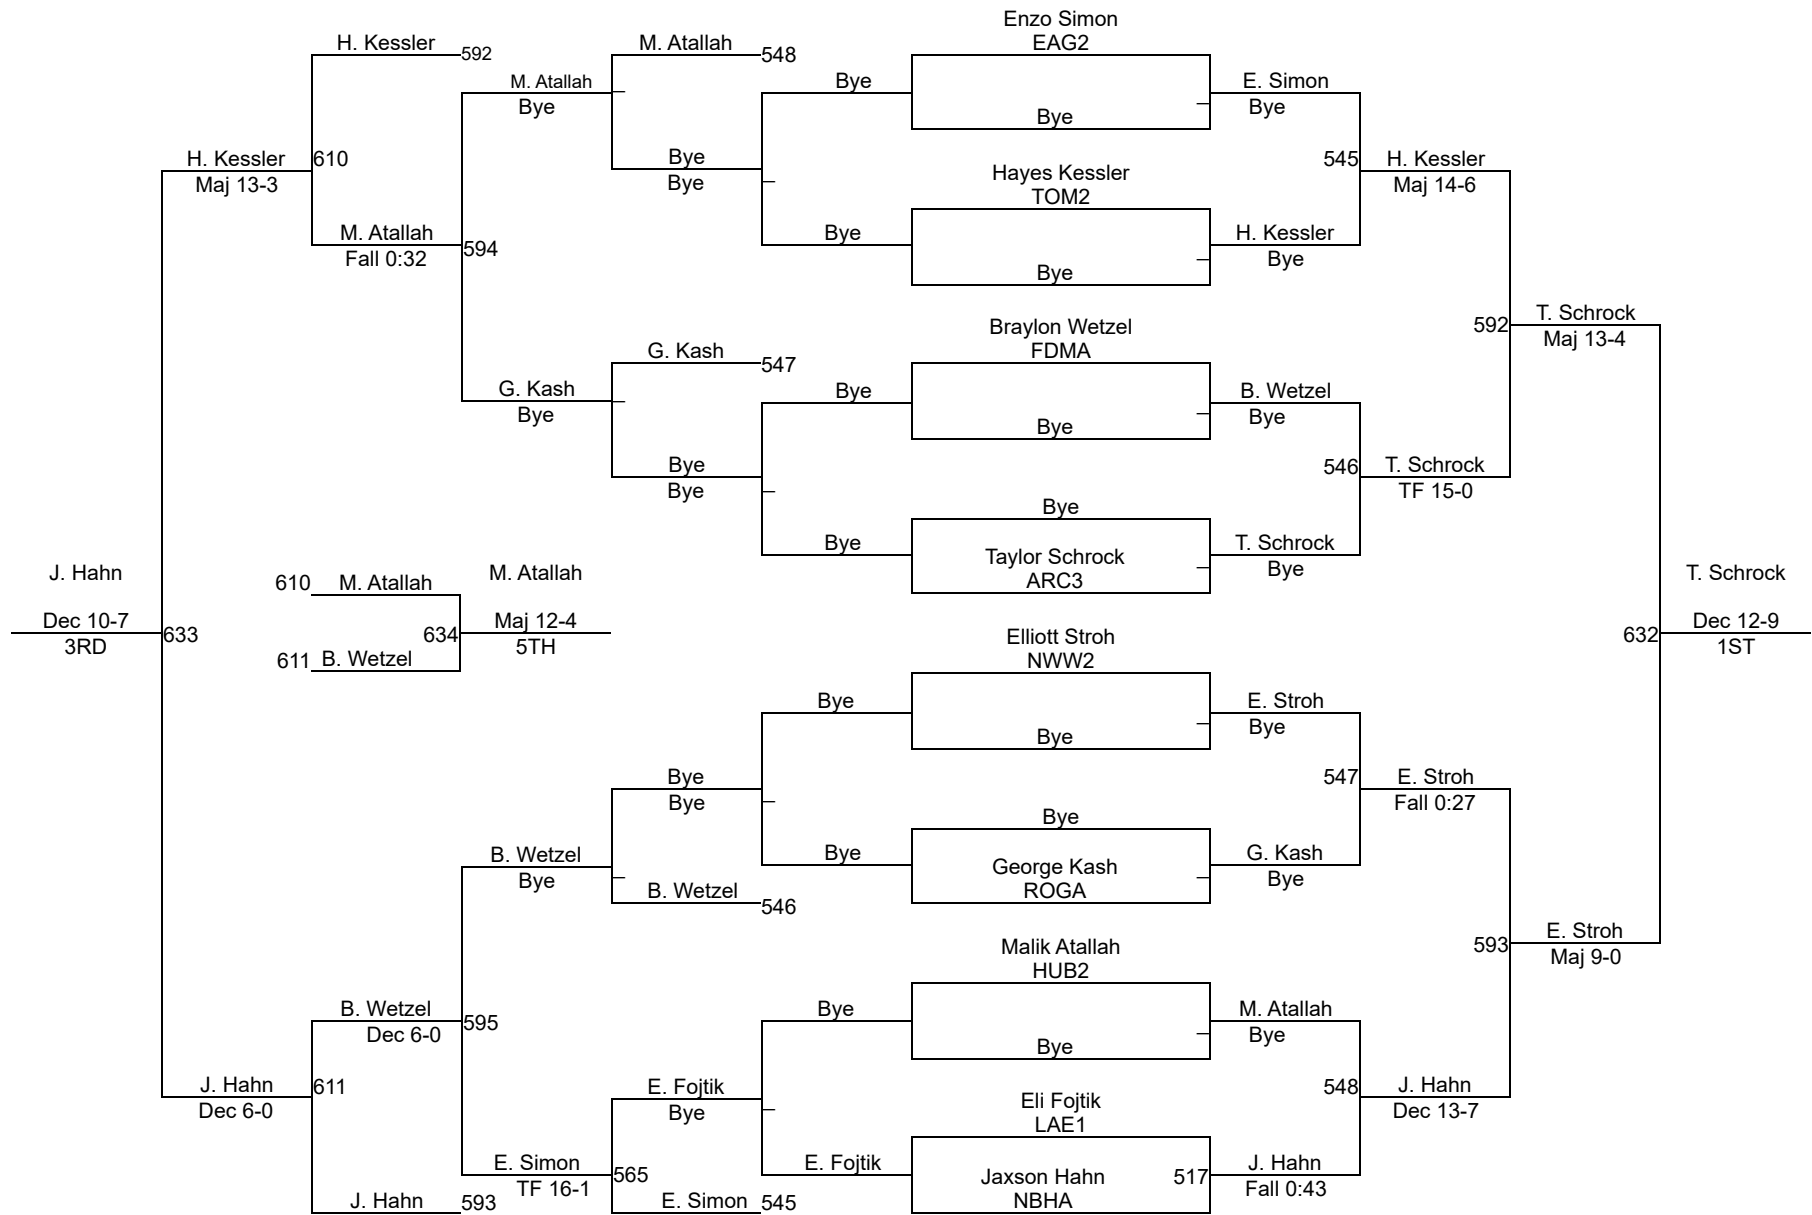 Enzo Simon
H. Kessler
592
M. Atallah
548
EAG2
M. Atallah
Bye
E. Simon
Bye
Bye
Bye
H. Kessler
610
Bye
545
H. Kessler
Maj 13-3
Bye
Hayes Kessler
Maj 14-6
TOM2
M. Atallah
594
Bye
H. Kessler
Fall 0:32
Bye
Bye
Braylon Wetzel
592
T. Schrock
G. Kash
547
FDMA
Maj 13-4
G. Kash
Bye
B. Wetzel
Bye
Bye
Bye
Bye
546
T. Schrock
Bye
TF 15-0
Bye
Bye
Taylor Schrock
T. Schrock
J. Hahn
610
M. Atallah
M. Atallah
ARC3
Bye
T. Schrock
Dec 10-7
633
634
Maj 12-4
632
Dec 12-9
3RD
611
B. Wetzel
5TH
Elliott Stroh
1ST
NWW2
Bye
E. Stroh
Bye
Bye
Bye
547
E. Stroh
Bye
Fall 0:27
Bye
B. Wetzel
Bye
George Kash
G. Kash
Bye
B. Wetzel
546
ROGA
Bye
593
E. Stroh
Malik Atallah
Maj 9-0
HUB2
B. Wetzel
595
Bye
M. Atallah
Dec 6-0
Bye
Bye
J. Hahn
611
E. Fojtik
548
J. Hahn
Dec 6-0
Bye
Eli Fojtik
Dec 13-7
LAE1
E. Simon
565
E. Fojtik
Jaxson Hahn
517
J. Hahn
TF 16-1
Fall 0:43
J. Hahn
593
E. Simon
545
NBHA